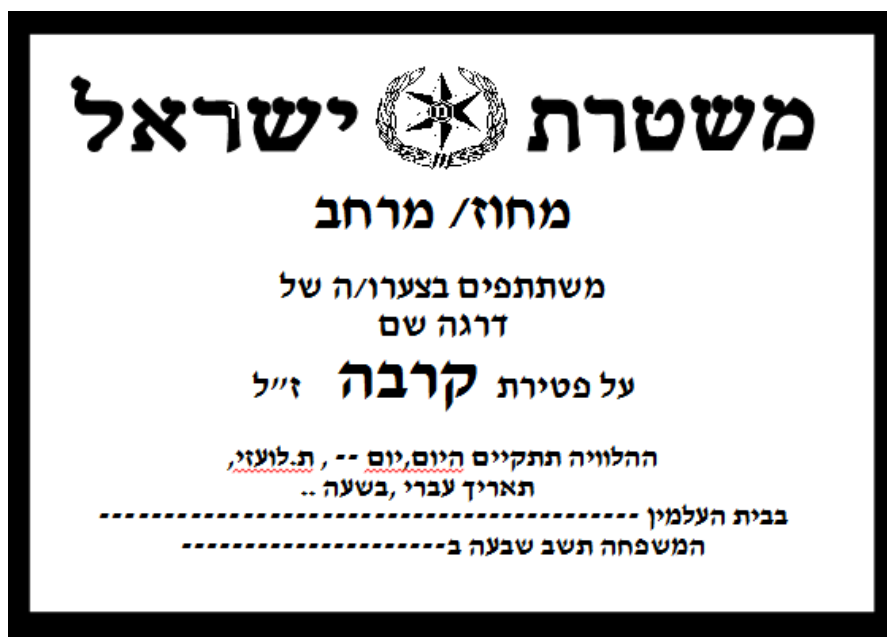 משטרת ישראל
מחוז/ מרחב
משתתפים בצערו/ה של
דרגה שם
על פטירת קרבה ז״ל
ההלוויה תתקיים היום,יום -- , ת.לועזי,
תאריך עברי ,בשעה ..
בבית העלמין ------------------------------------------
המשפחה תשב שבעה ב---------------------